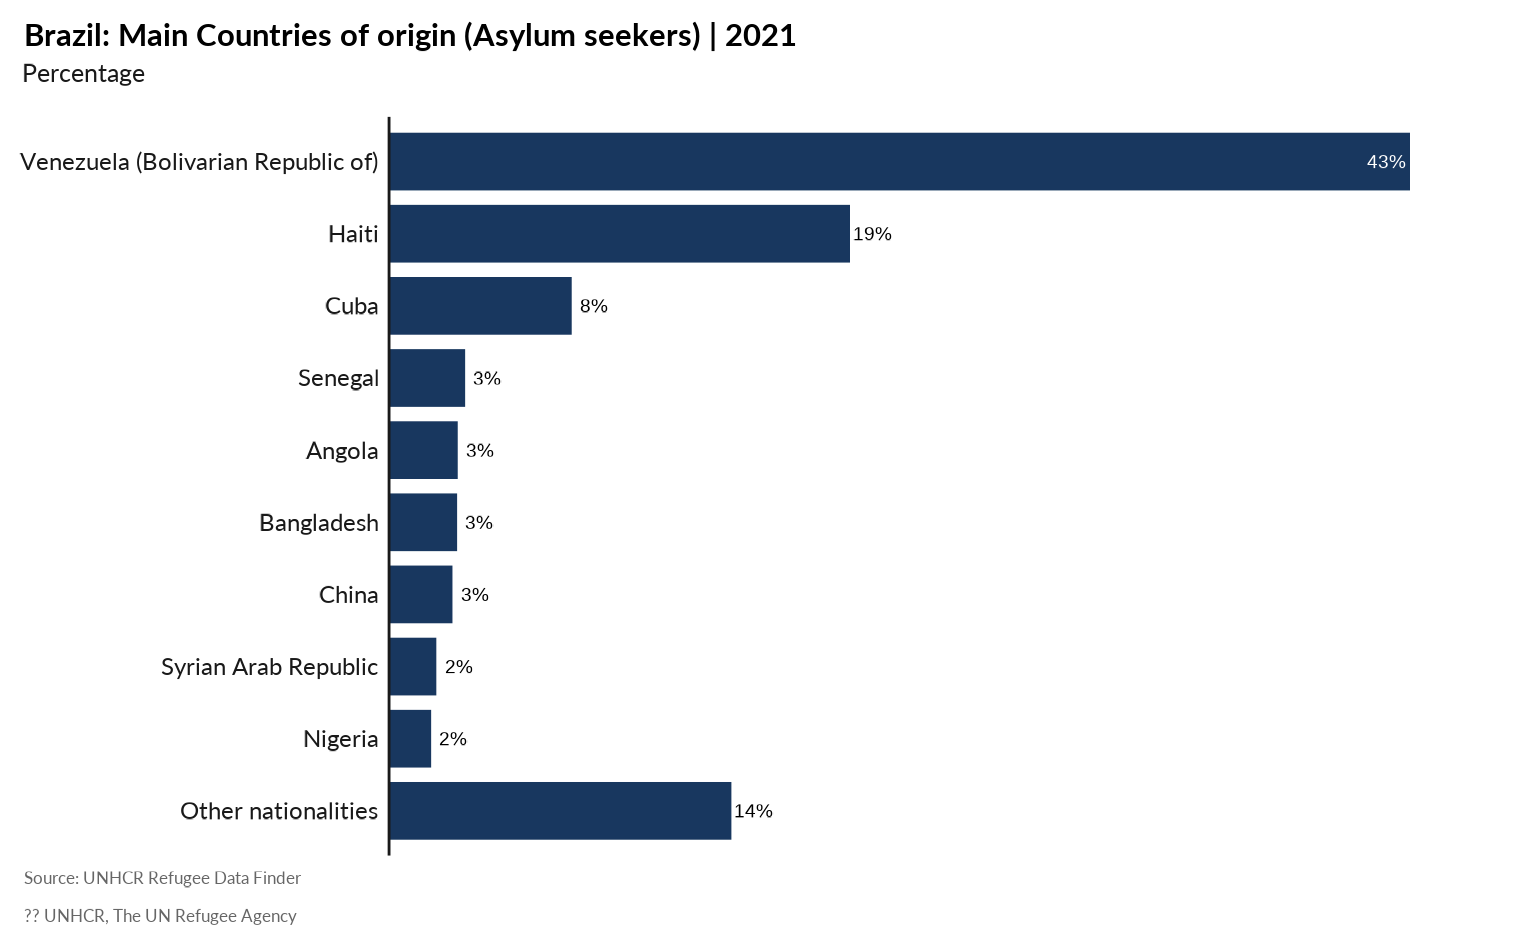 Brazil: Main Countries of origin (Asylum seekers) | 2021
Percentage
Venezuela (Bolivarian Republic of) 43%
Haiti 19%
Cuba 8%
Senegal 3%
Angola 3%
Bangladesh 3%
China 3%
Syrian Arab Republic 2%
Nigeria 2%
Other nationalities 14%
Source: UNHCR Refugee Data Finder
?? UNHCR, The UN Refugee Agency